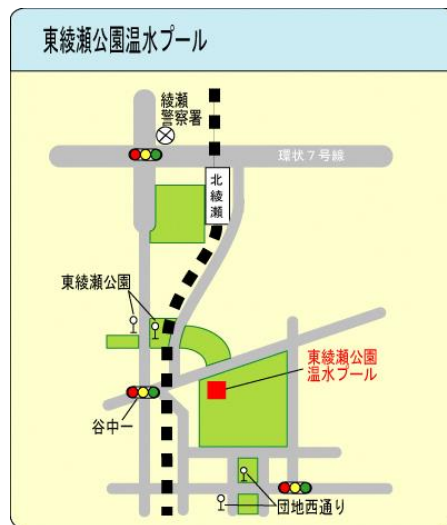 東綾瀬公園温水プール
綾瀬
警察署
環状7号線
北綾瀬
東綾瀬公園
東綾瀬公園
温水プール
谷中一
団地西通り